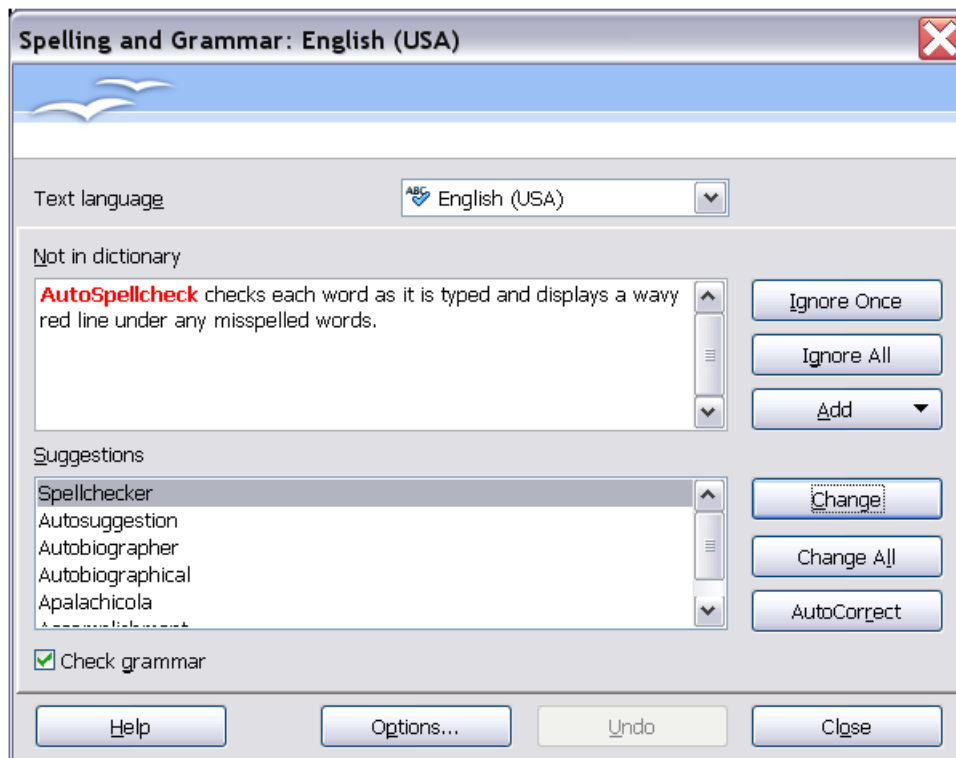 Spelling and Grammar: English (USA)
Text language
ABC English (USA)
Not in dictionary
AutoSpellcheck checks each word as it is typed and displays a wavy
red line under any misspelled words.
Ignore Once
Ignore All
Add
Suggestions
Spellchecker
Autosuggestion
Autobiographer
Autobiographical
Apalachicola
Change
Change All
AutoCorrect
Check grammar
Help
Options...
Undo
Close